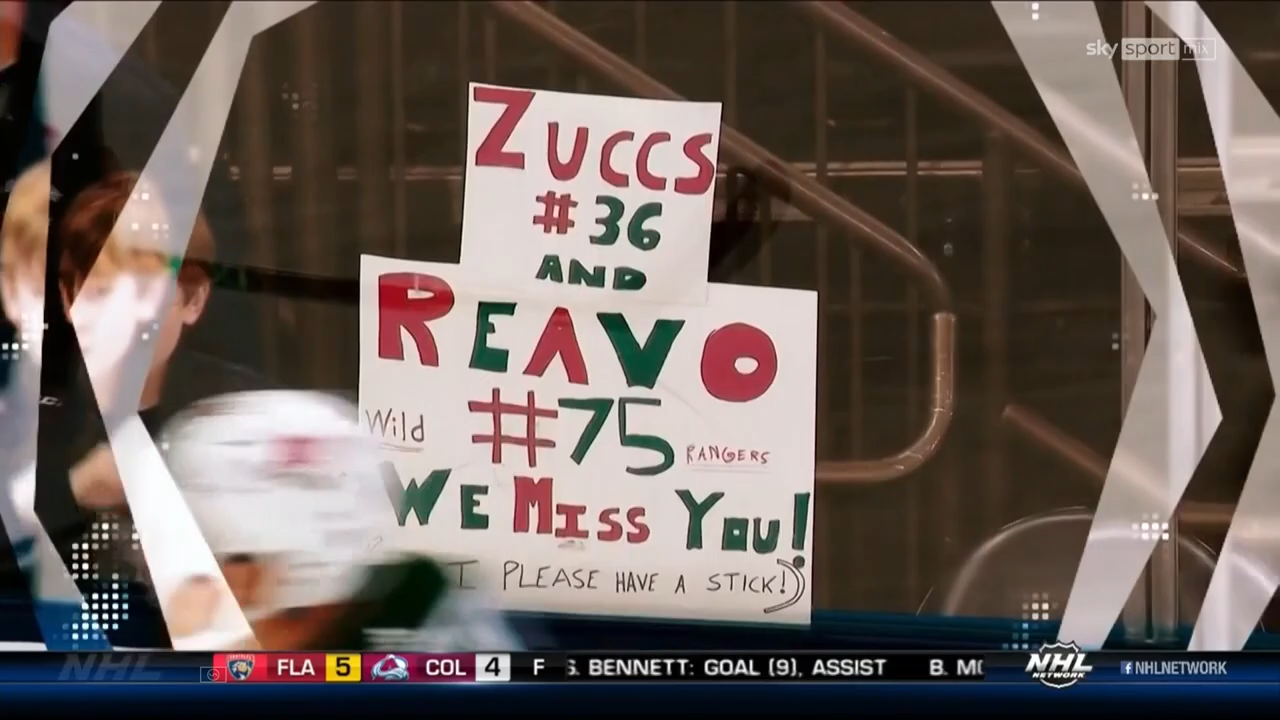 sky sport mix
ZUCCS
#36
AND
REAVO
#75
Wild
RANGERS
WE MISS YOU!
I PLEASE HAVE A STICK!
NHL
FLA 5 COL 4 F S. BENNETT: GOAL (9), ASSIST
NHL NETWORK
NHLNETWORK